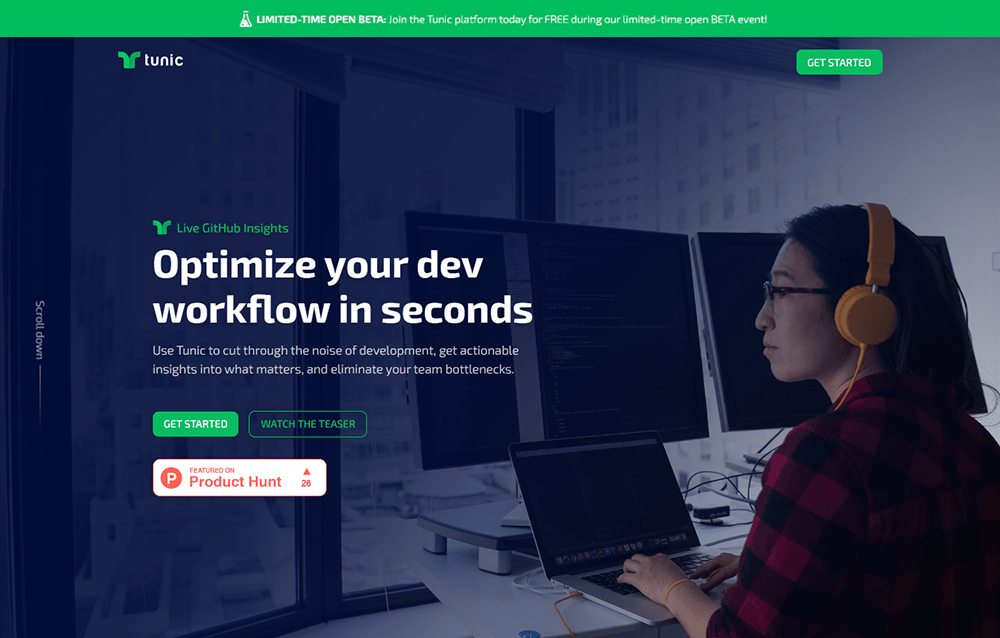 LIMITED-TIME OPEN BETA: Join the Tunic platform today for FREE during our limited-time open BETA event!
tunic
GET STARTED
Live GitHub Insights
Optimize your dev
workflow in seconds
Use Tunic to cut through the noise of development, get actionable
insights into what matters, and eliminate your team bottlenecks.
Scroll down
GET STARTED
WATCH THE TEASER
P
FEATURED ON
Product Hunt
▲
26